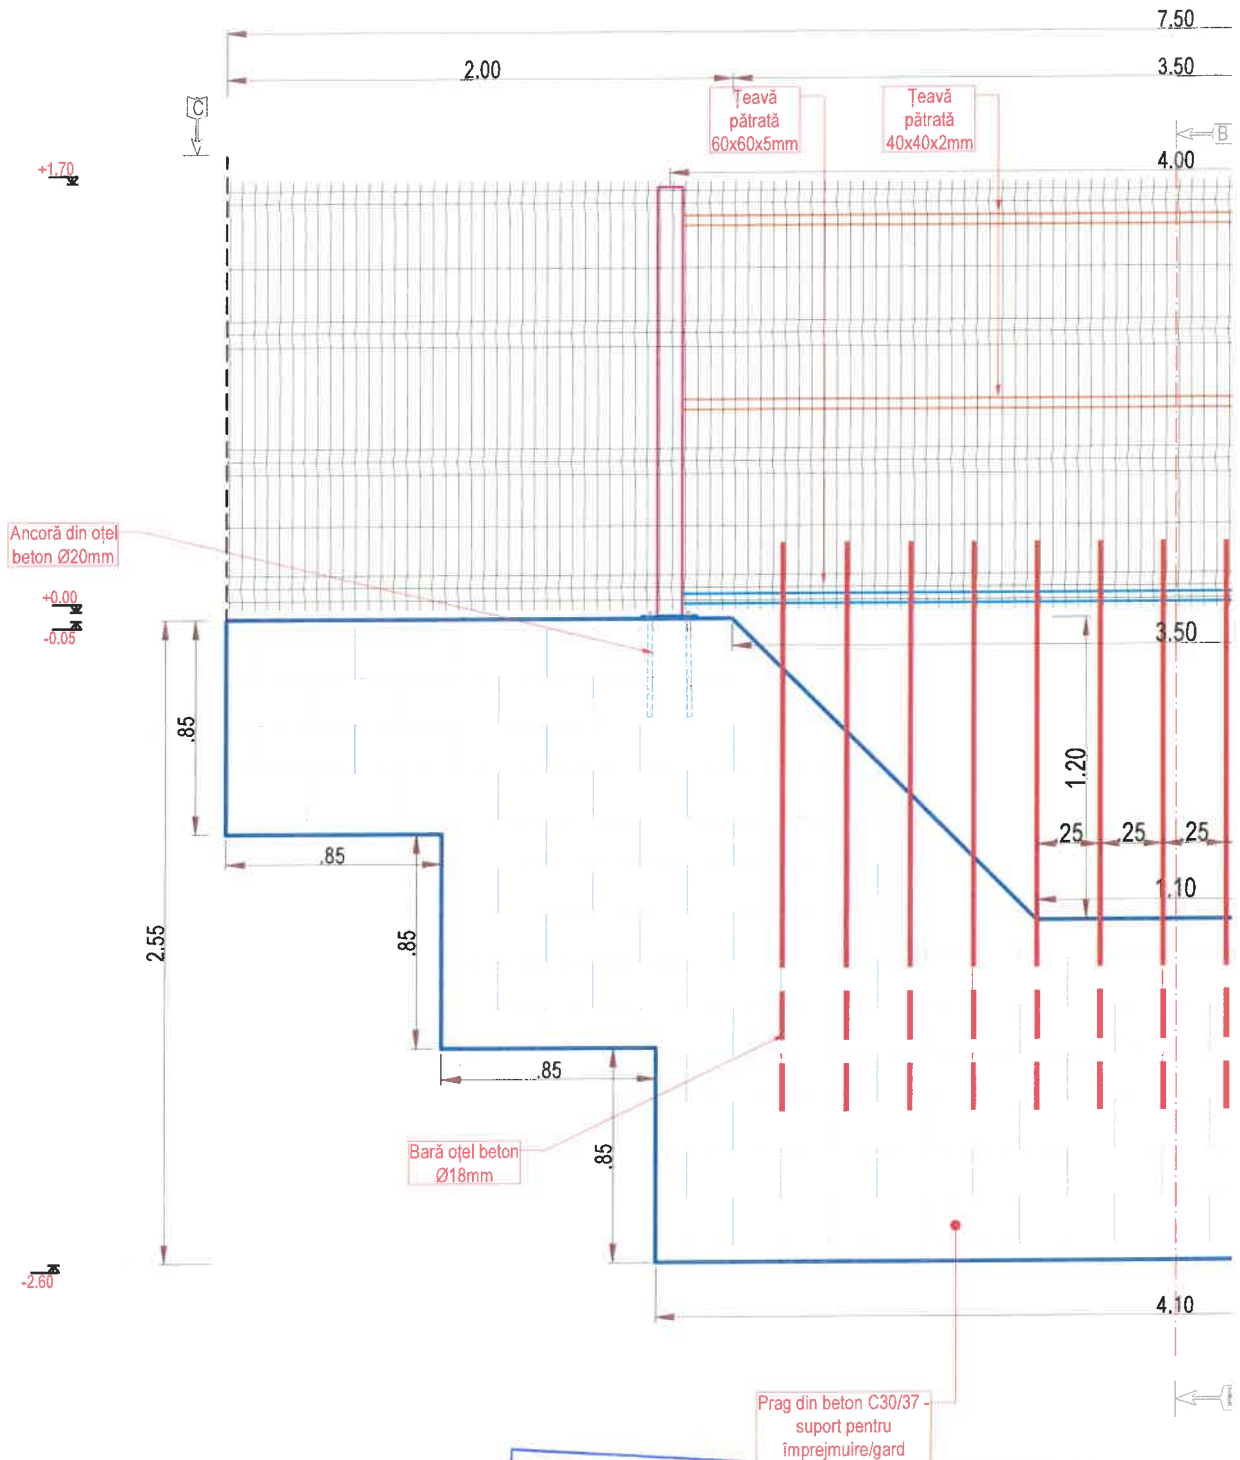 7.50
2.00
3.50
C
Țeavă
pătrată
60x60x5mm
Țeavă
pătrată
40x40x2mm
B
4.00
+1.70
Ancoră din oțel
beton Ø20mm
+0.00
-0.05
3.50
.85
1.20
.25
.25
.25
.85
1.10
2.55
.85
.85
Bară oțel beton
Ø18mm
.85
-2.60
4.10
Prag din beton C30/37 -
suport pentru
împrejmuire/gard